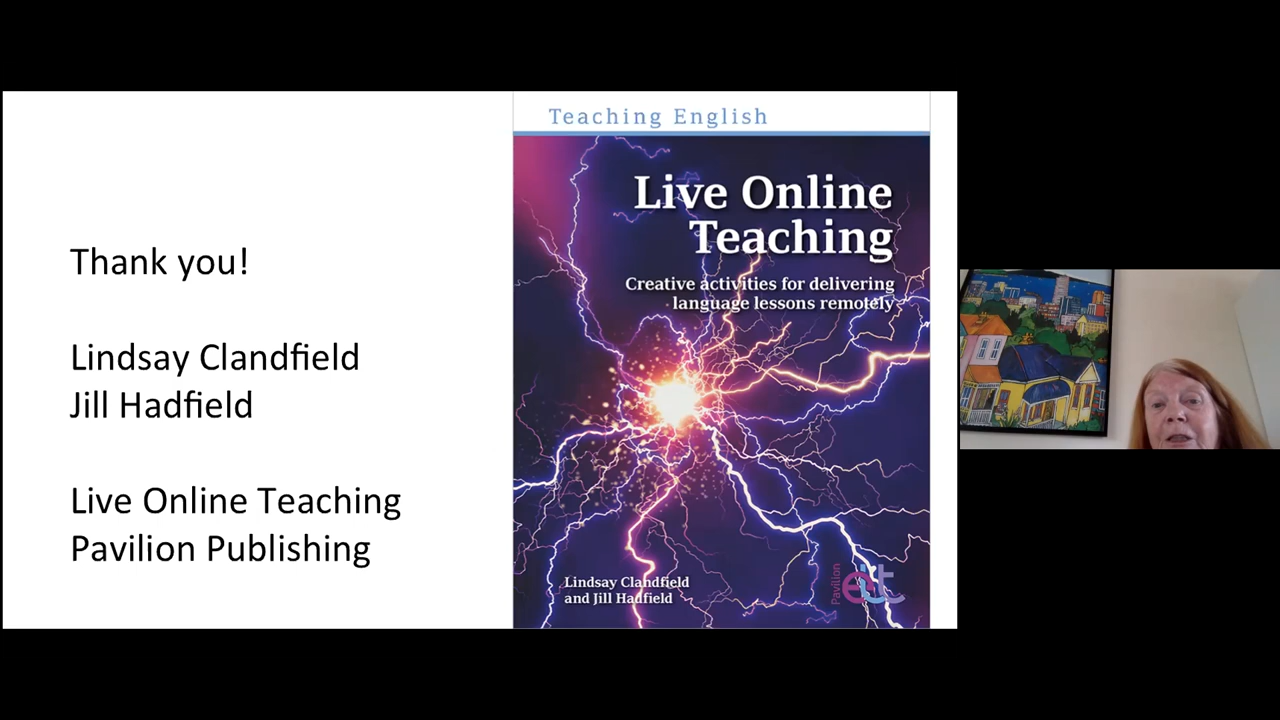 Thank you!
Lindsay Clandfield
Jill Hadfield
Live Online Teaching
Pavilion Publishing
Teaching English
Live Online
Teaching
Creative activities for delivering
language lessons remotely
Lindsay Clandfield
and Jill Hadfield
Pavilion
elt